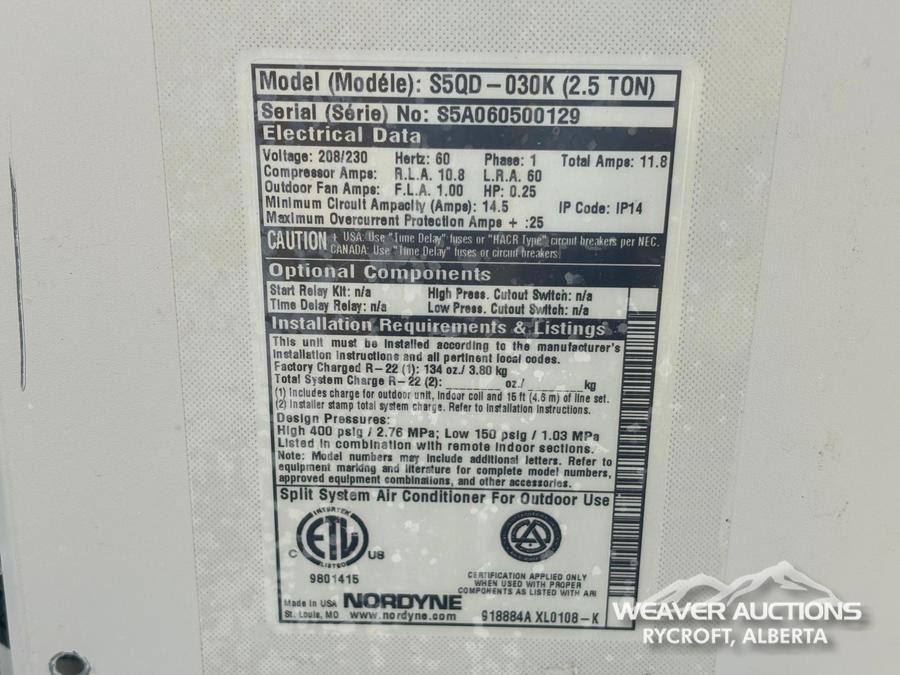 Model (Modéle): S5QD-030K (2.5 TON)
Serial (Série) No: S5A060500129
Electrical Data
Voltage: 208/230 Hertz: 60 Phase: 1 Total Amps: 11.8
Compressor Amps: R.L.A. 10.8 L.R.A. 60
Outdoor Fan Amps: F.L.A. 1.00 HP: 0.25
Minimum Circuit Ampacity (Amps): 14.5 IP Code: IP14
Maximum Overcurrent Protection Amps + :25
CAUTION + USA: Use "Time Delay" fuses or "HACR Type" circuit breakers per NEC.
CANADA: Use "Time Delay" fuses or circuit breakers.
Optional Components
Start Relay Kit: n/a High Press. Cutout Switch: n/a
Time Delay Relay: n/a Low Press. Cutout Switch: n/a
Installation Requirements & Listings
This unit must be installed according to the manufacturer's
installation instructions and all pertinent local codes.
Factory Charged R-22 (1): 134 oz./ 3.80 kg
Total System Charge R-22 (2): ________ oz./ ________ kg
(1) Includes charge for outdoor unit, indoor coil and 15 ft (4.6 m) of line set.
(2) Installer stamp total system charge. Refer to Installation Instructions.
Design Pressures:
High 400 psig / 2.76 MPa; Low 150 psig / 1.03 MPa
Listed in combination with remote indoor sections.
Note: Model numbers may include additional letters. Refer to
equipment marking and literature for complete model numbers,
approved equipment combinations, and other accessories.
Split System Air Conditioner For Outdoor Use
INTERTEK
C ETL US
LISTED
9801415
CERTIFICATION APPLIED ONLY
WHEN USED WITH PROPER
COMPONENTS AS LISTED WITH ARI
Made in USA NORDYNE
St. Louis, MO www.nordyne.com 918884A XL0108-K
WEAVER AUCTIONS
RYCROFT, ALBERTA